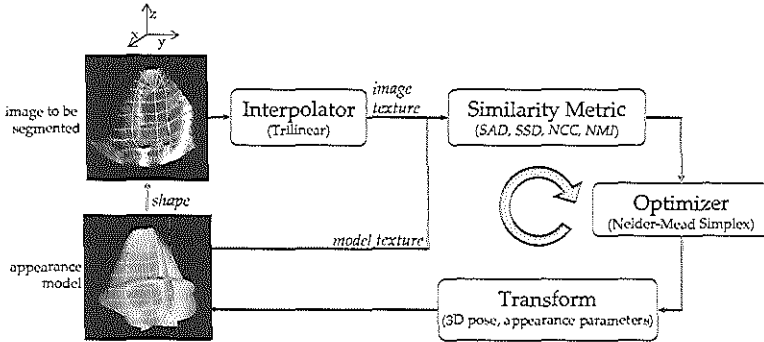 z
x
y
image to be
segmented
Interpolator
(Trilinear)
image
texture
Similarity Metric
(SAD, SSD, NCC, NMI)
shape
Optimizer
(Nelder-Mead Simplex)
model texture
appearance
model
Transform
(3D pose, appearance parameters)